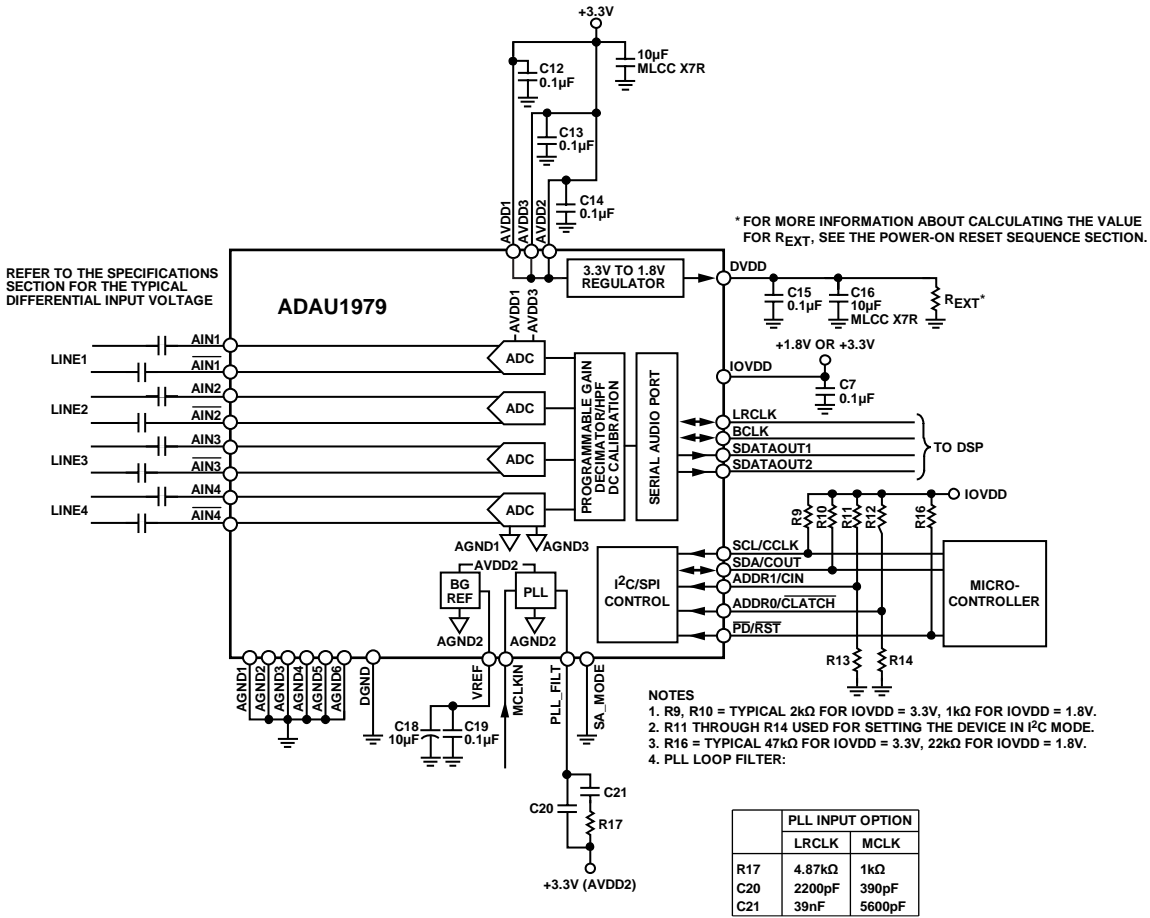 +3.3V
10µF
MLCC X7R
C12
0.1µF
C13
0.1µF
C14
0.1µF
AVDD1
AVDD3
AVDD2
* FOR MORE INFORMATION ABOUT CALCULATING THE VALUE
FOR REXT, SEE THE POWER-ON RESET SEQUENCE SECTION.
REFER TO THE SPECIFICATIONS
SECTION FOR THE TYPICAL
DIFFERENTIAL INPUT VOLTAGE
ADAU1979
3.3V TO 1.8V
REGULATOR
DVDD
C15
0.1µF
C16
10µF
MLCC X7R
REXT*
AVDD1
AVDD3
+1.8V OR +3.3V
IOVDD
C7
0.1µF
LINE1
AIN1
AIN1
LINE2
AIN2
AIN2
LINE3
AIN3
AIN3
LINE4
AIN4
AIN4
ADC
ADC
ADC
ADC
AGND1
AGND3
PROGRAMMABLE GAIN
DECIMATOR/HPF
DC CALIBRATION
SERIAL AUDIO PORT
LRCLK
BCLK
SDATAOUT1
SDATAOUT2
TO DSP
IOVDD
R9
R10
R11
R12
R16
AVDD2
BG
REF
PLL
AGND2
AGND2
I2C/SPI
CONTROL
SCL/CCLK
SDA/COUT
ADDR1/CIN
ADDR0/CLATCH
PD/RST
MICRO-
CONTROLLER
R13
R14
AGND1
AGND2
AGND3
AGND4
AGND5
AGND6
DGND
VREF
MCLKIN
PLL_FILT
SA_MODE
C18
10µF
C19
0.1µF
C20
C21
R17
+3.3V (AVDD2)
NOTES
1. R9, R10 = TYPICAL 2kΩ FOR IOVDD = 3.3V, 1kΩ FOR IOVDD = 1.8V.
2. R11 THROUGH R14 USED FOR SETTING THE DEVICE IN I2C MODE.
3. R16 = TYPICAL 47kΩ FOR IOVDD = 3.3V, 22kΩ FOR IOVDD = 1.8V.
4. PLL LOOP FILTER:
PLL INPUT OPTION
LRCLK MCLK
R17 4.87kΩ 1kΩ
C20 2200pF 390pF
C21 39nF 5600pF